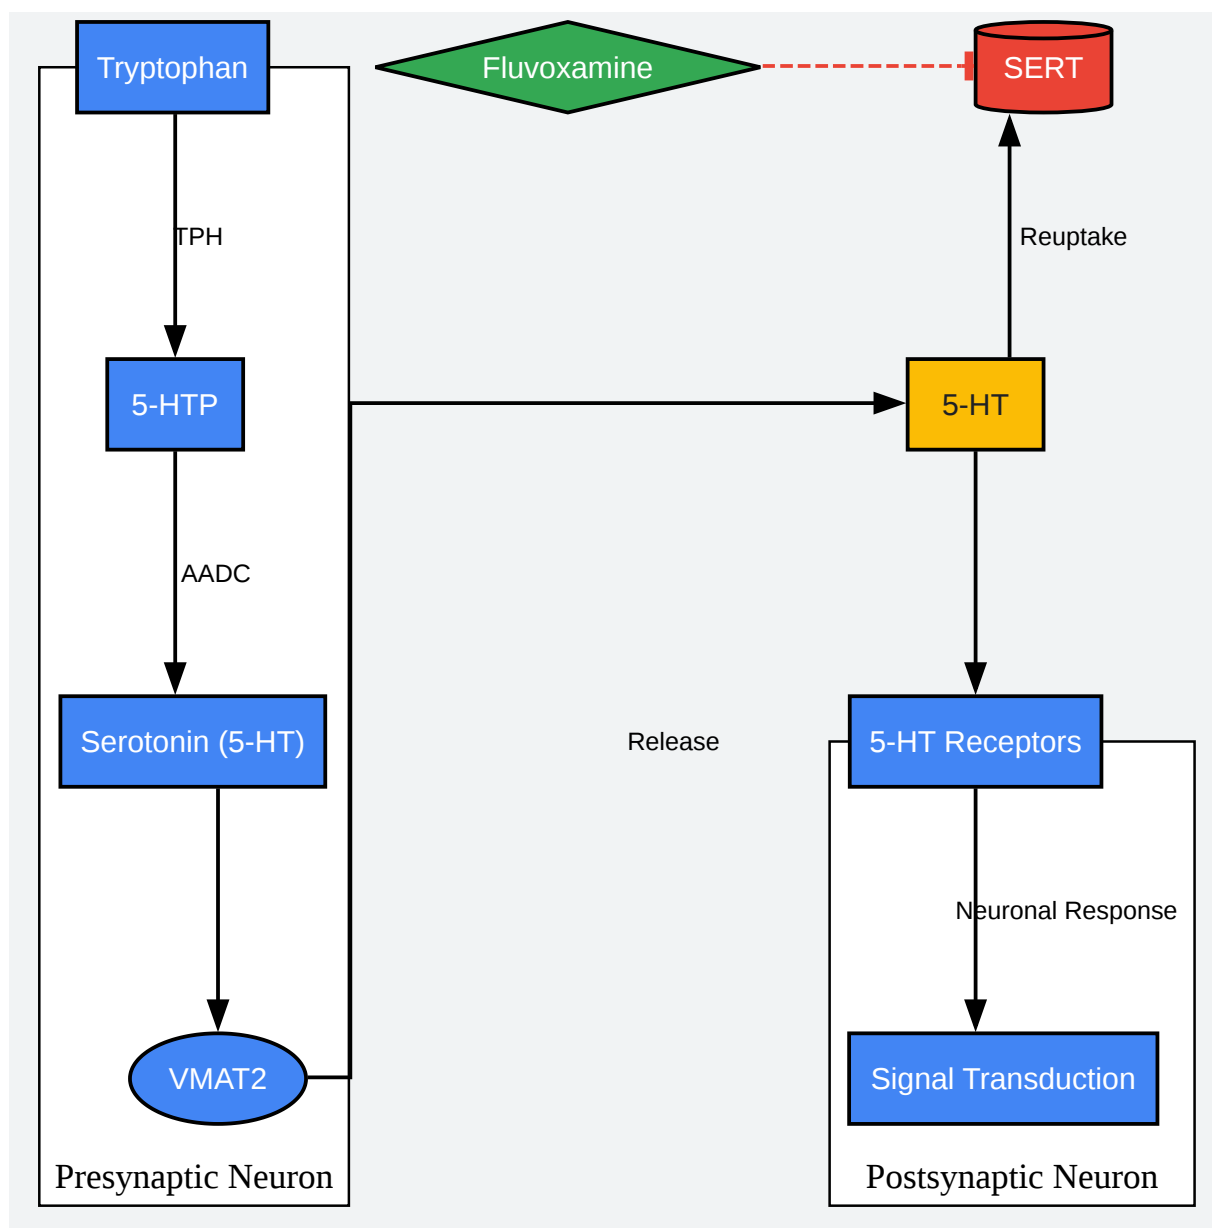 Tryptophan
Fluvoxamine
SERT
TPH
Reuptake
5-HTP
5-HT
AADC
Serotonin (5-HT)
Release
5-HT Receptors
Neuronal Response
VMAT2
Signal Transduction
Presynaptic Neuron
Postsynaptic Neuron